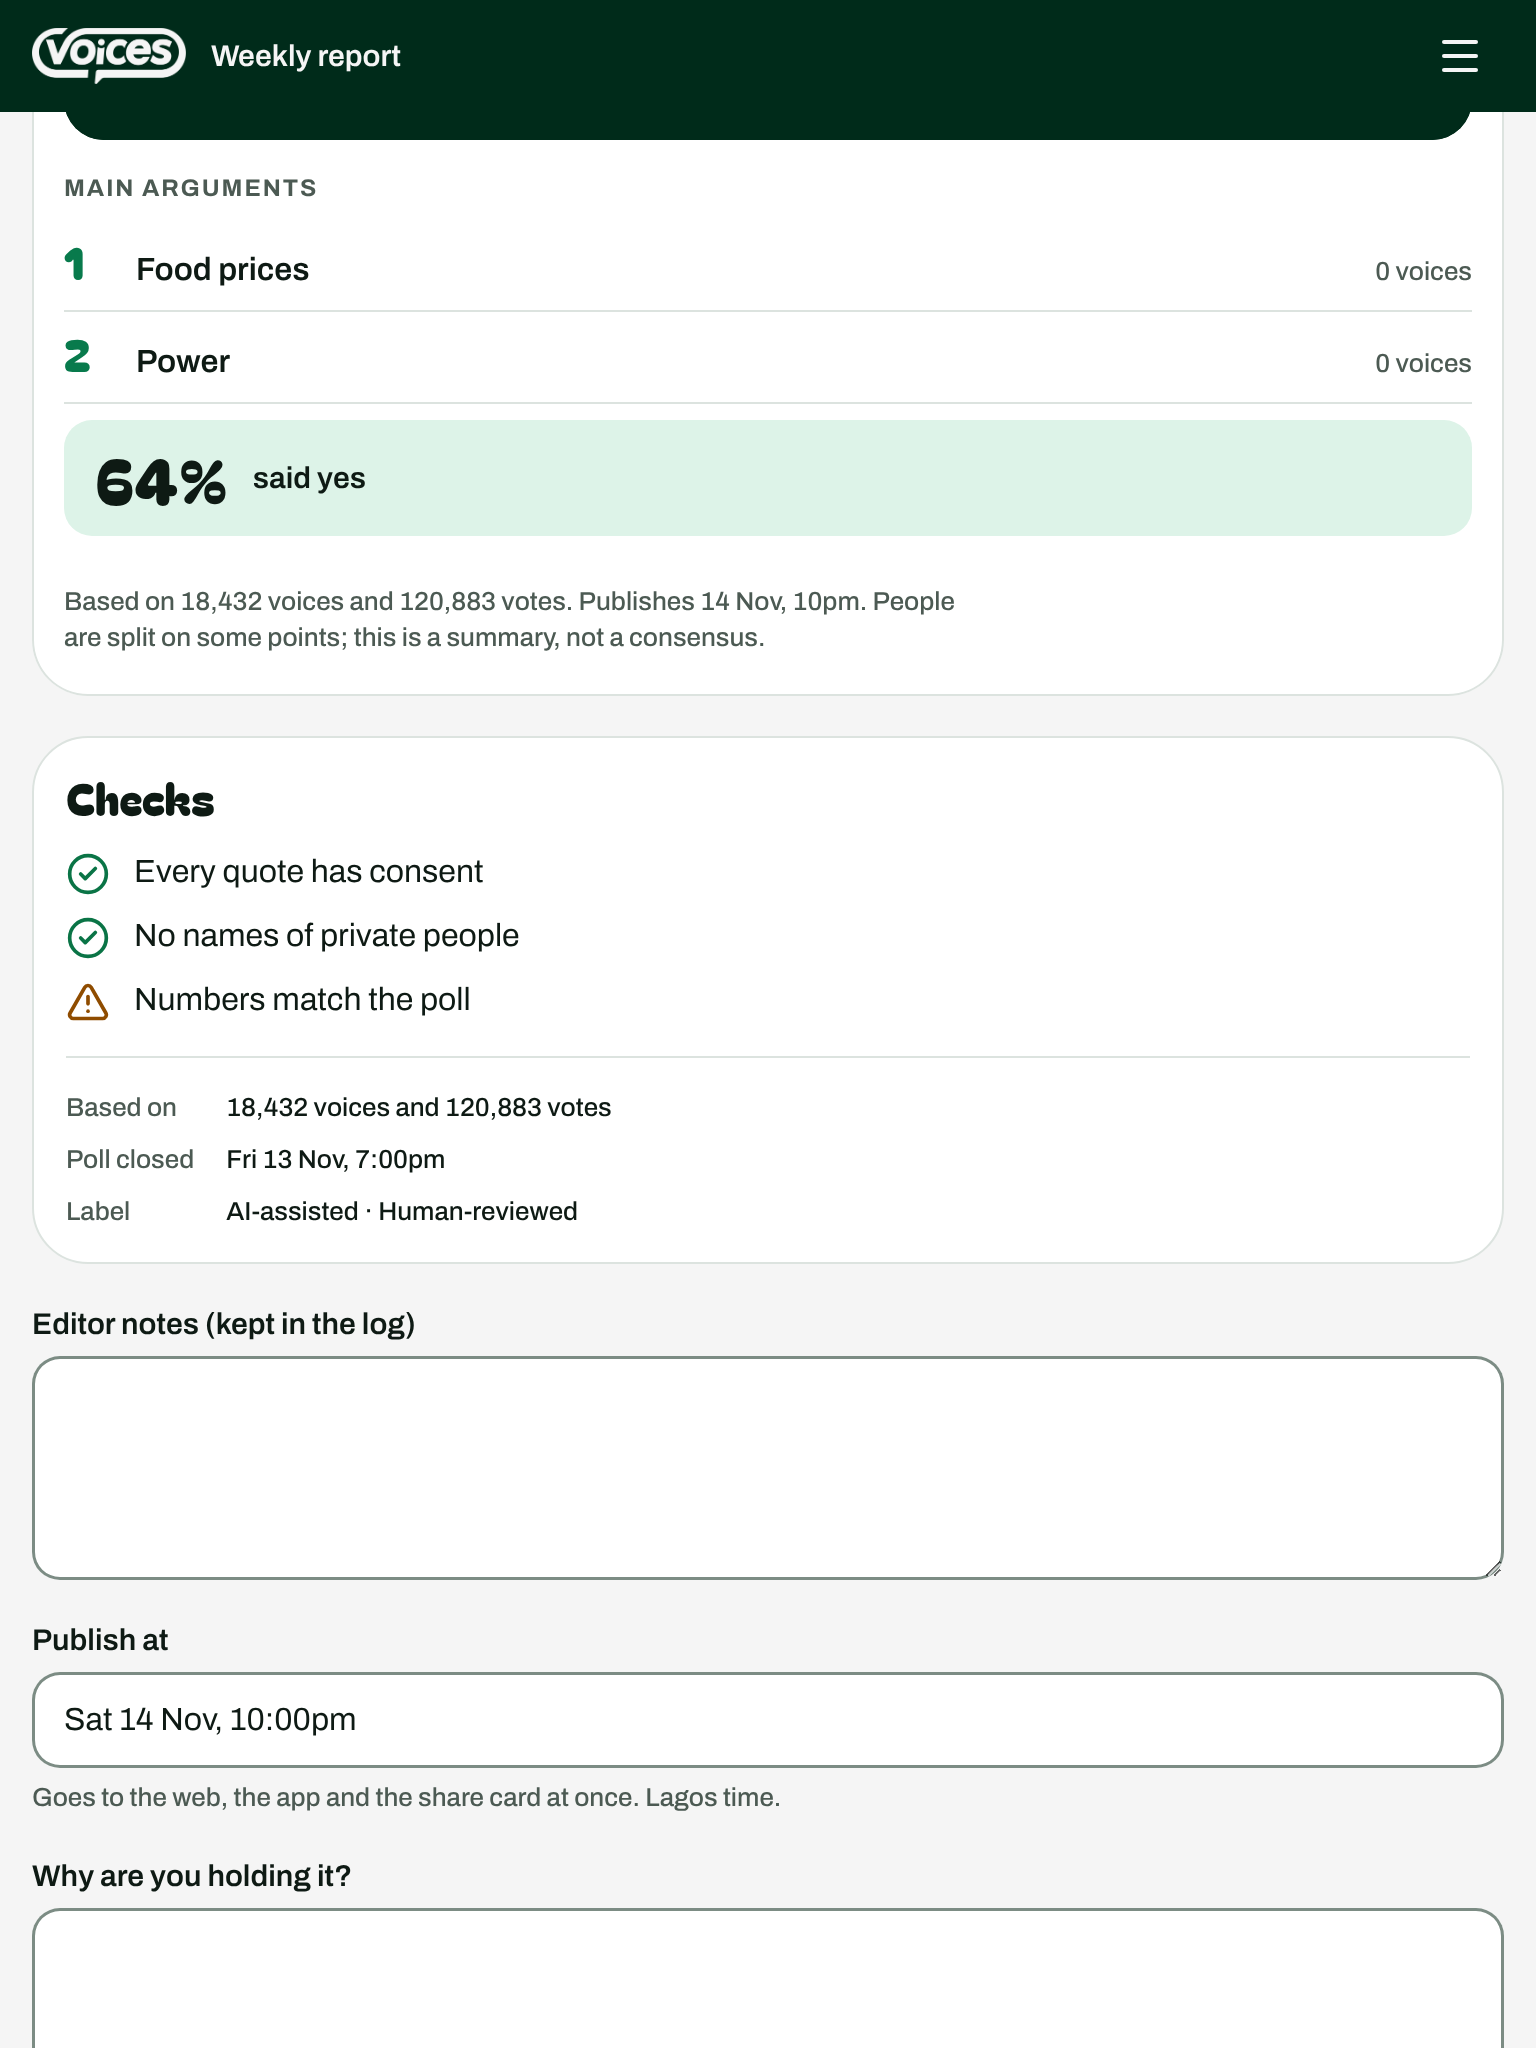 voices
Weekly report
MAIN ARGUMENTS
1 Food prices 0 voices
2 Power 0 voices
64% said yes
Based on 18,432 voices and 120,883 votes. Publishes 14 Nov, 10pm. People
are split on some points; this is a summary, not a consensus.
Checks
Every quote has consent
No names of private people
Numbers match the poll
Based on 18,432 voices and 120,883 votes
Poll closed Fri 13 Nov, 7:00pm
Label AI-assisted · Human-reviewed
Editor notes (kept in the log)
Publish at
Sat 14 Nov, 10:00pm
Goes to the web, the app and the share card at once. Lagos time.
Why are you holding it?